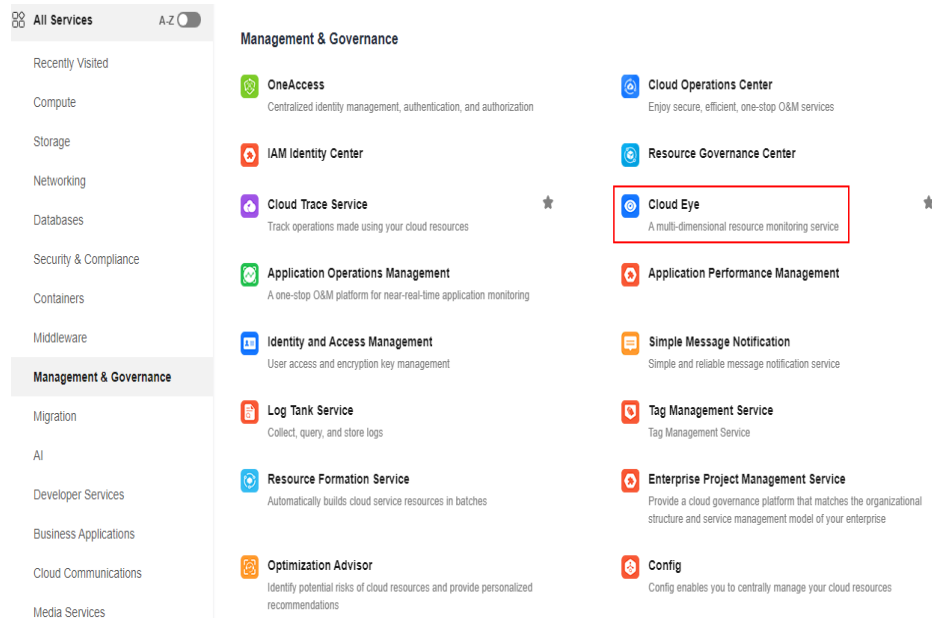 All Services
A-Z
Recently Visited
Compute
Storage
Networking
Databases
Security & Compliance
Containers
Middleware
Management & Governance
Migration
AI
Developer Services
Business Applications
Cloud Communications
Media Services
Management & Governance
OneAccess
Centralized identity management, authentication, and authorization
Cloud Operations Center
Enjoy secure, efficient, one-stop O&M services
IAM Identity Center
Resource Governance Center
Cloud Trace Service
Track operations made using your cloud resources
Cloud Eye
A multi-dimensional resource monitoring service
Application Operations Management
A one-stop O&M platform for near-real-time application monitoring
Application Performance Management
Identity and Access Management
User access and encryption key management
Simple Message Notification
Simple and reliable message notification service
Log Tank Service
Collect, query, and store logs
Tag Management Service
Tag Management Service
Resource Formation Service
Automatically builds cloud service resources in batches
Enterprise Project Management Service
Provide a cloud governance platform that matches the organizational
structure and service management model of your enterprise
Optimization Advisor
Identify potential risks of cloud resources and provide personalized
recommendations
Config
Config enables you to centrally manage your cloud resources